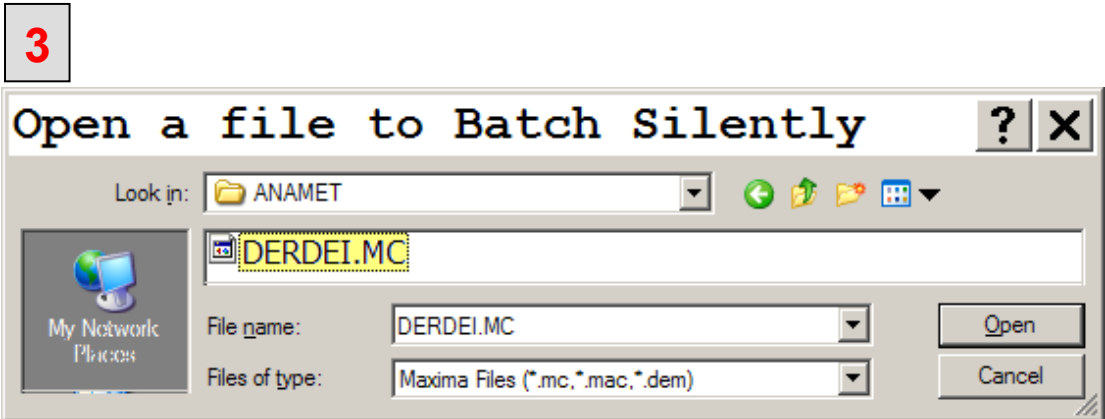 3
Open a file to Batch Silently
Look in: ANAMET
DERDEI.MC
My Network
Places
File name: DERDEI.MC Open
Files of type: Maxima Files (*.mc,*.mac,*.dem) Cancel